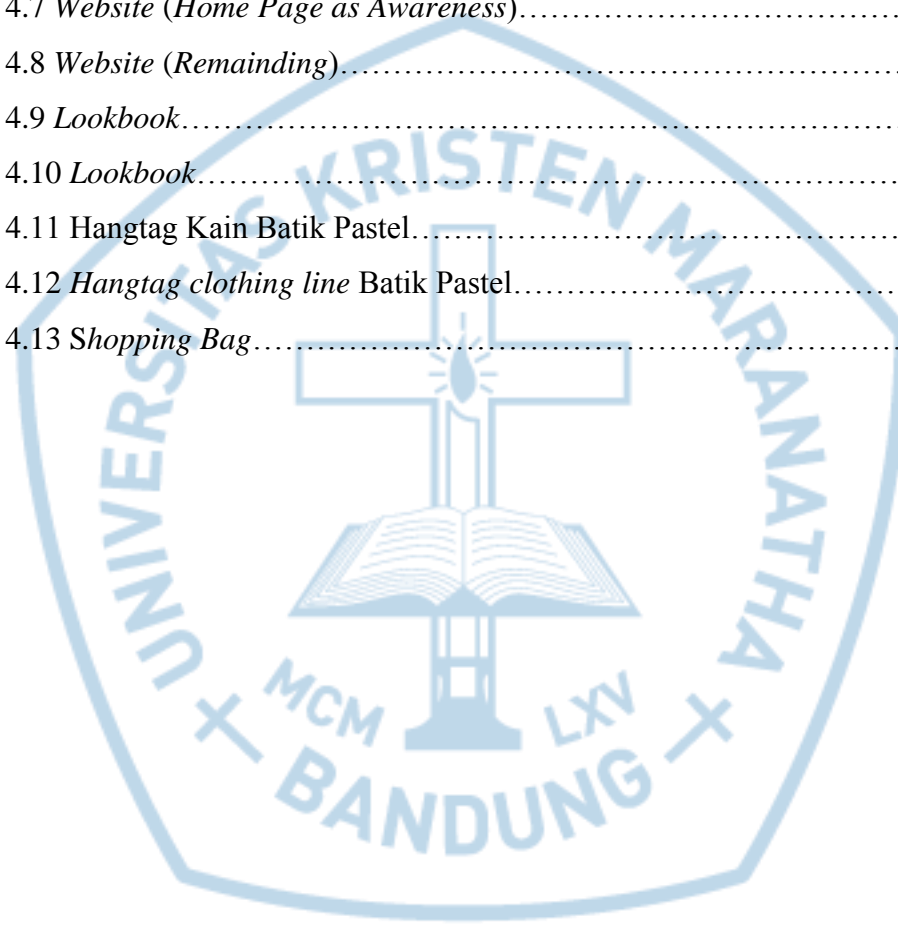 4.7 Website (Home Page as Awareness)……………………………………
4.8 Website (Remainding)……………………………………………………
4.9 Lookbook……………………………………………………………………
4.10 Lookbook…………………………………………………………………
4.11 Hangtag Kain Batik Pastel………………………………………………
4.12 Hangtag clothing line Batik Pastel……………………………………
4.13 Shopping Bag……………………………………………………………
UNIVERSITAS KRISTEN MARANATHA
MCM LXV
BANDUNG